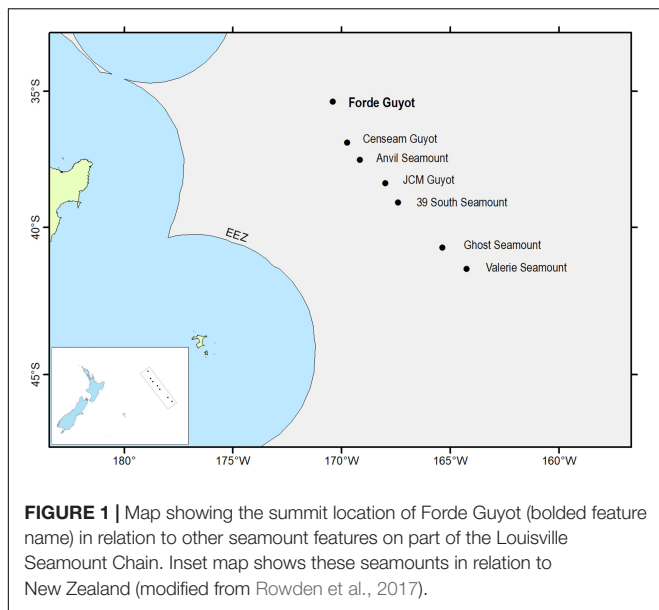 35°S
40°S
45°S
Forde Guyot
Censeam Guyot
Anvil Seamount
JCM Guyot
39 South Seamount
EEZ
Ghost Seamount
Valerie Seamount
180°
175°W
170°W
165°W
160°W
FIGURE 1 | Map showing the summit location of Forde Guyot (bolded feature
name) in relation to other seamount features on part of the Louisville
Seamount Chain. Inset map shows these seamounts in relation to
New Zealand (modified from Rowden et al., 2017).